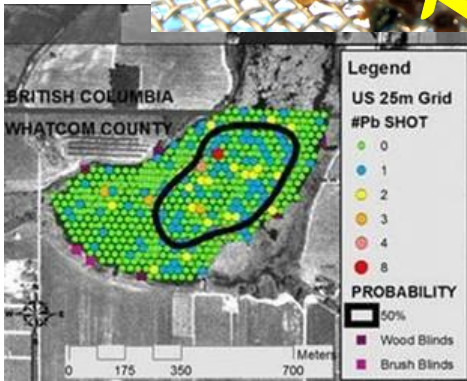 BRITISH COLUMBIA
WHATCOM COUNTY
Legend
US 25m Grid
#Pb SHOT
0
1
2
3
4
8
PROBABILITY
50%
Wood Blinds
Brush Blinds
Meters
0 175 350 700